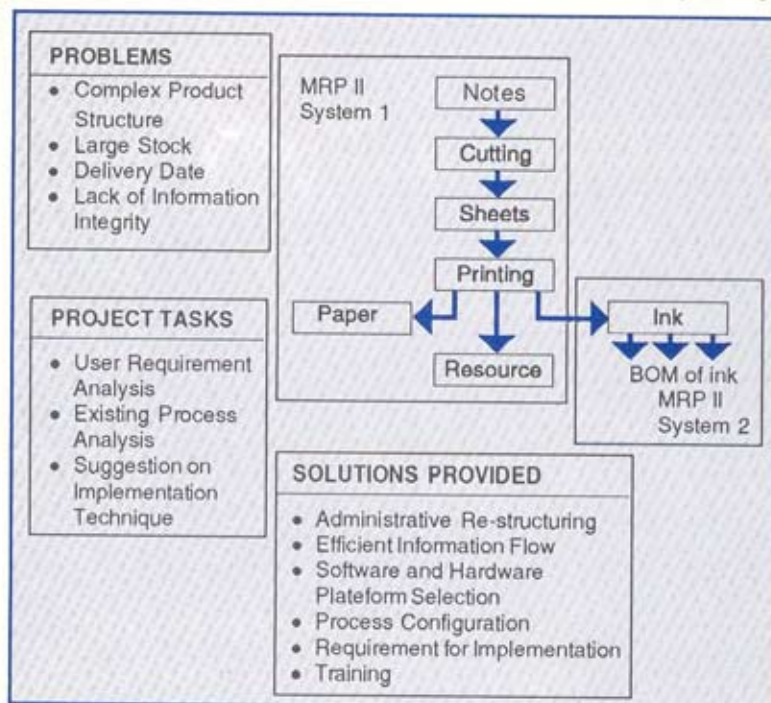 PROBLEMS
• Complex Product
Structure
• Large Stock
• Delivery Date
• Lack of Information
Integrity
MRP II
System 1
Notes
Cutting
Sheets
Printing
Paper
Resource
Ink
BOM of ink
MRP II
System 2
PROJECT TASKS
• User Requirement
Analysis
• Existing Process
Analysis
• Suggestion on
Implementation
Technique
SOLUTIONS PROVIDED
• Administrative Re-structuring
• Efficient Information Flow
• Software and Hardware
Plateform Selection
• Process Configuration
• Requirement for Implementation
• Training